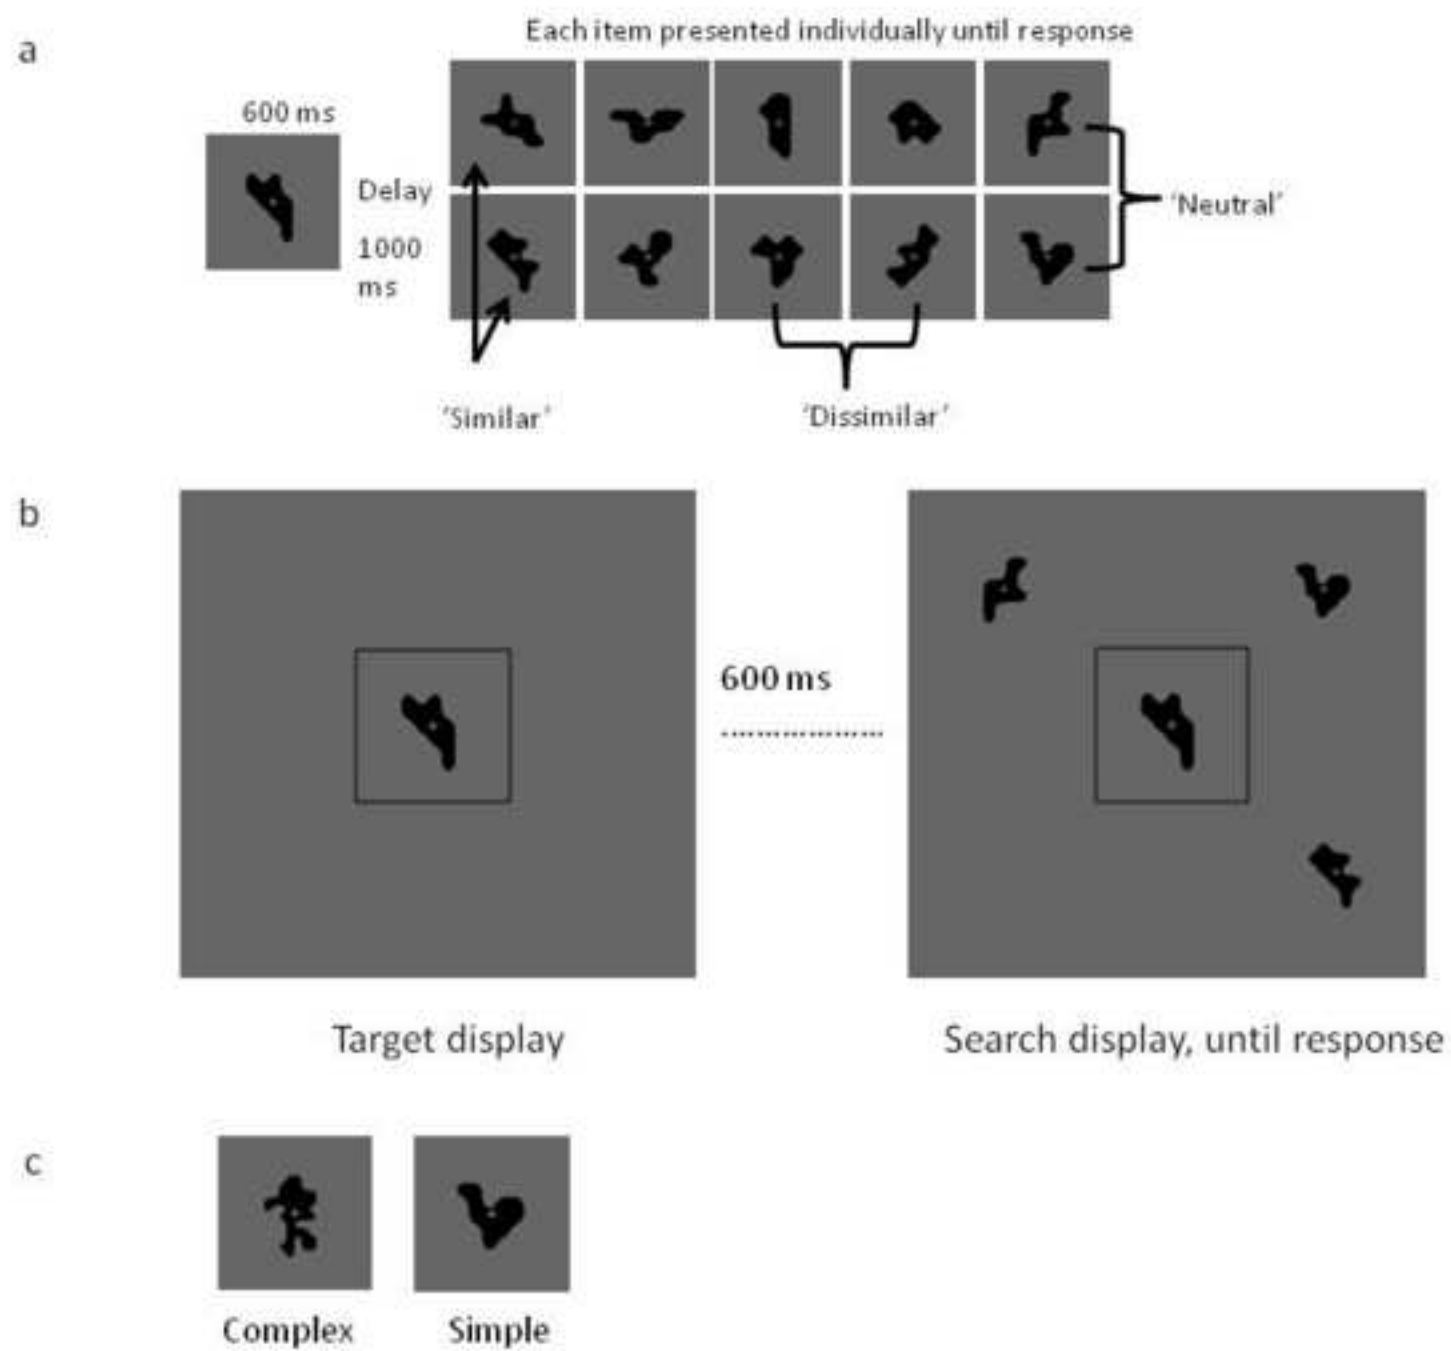 a
Each item presented individually until response
600 ms
Delay
1000
ms
‘Neutral’
‘Similar’
‘Dissimilar’
b
600 ms
Target display
Search display, until response
c
Complex
Simple